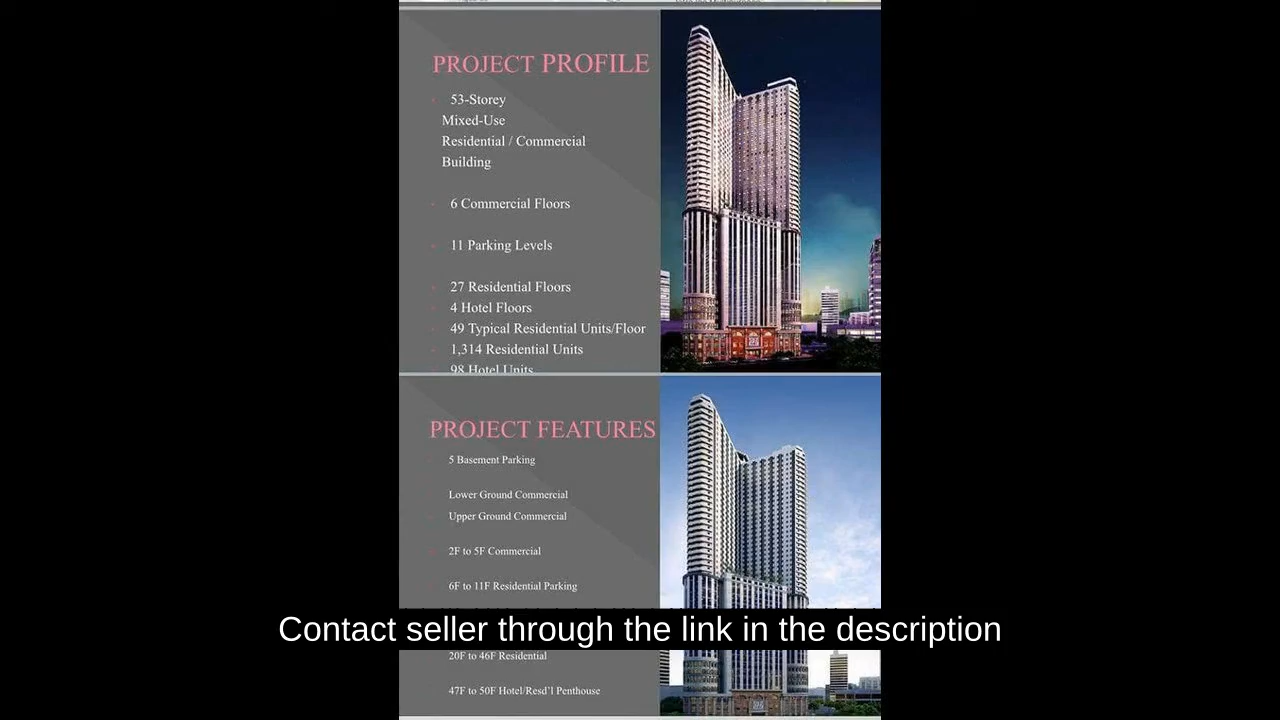 PROJECT PROFILE
53-Storey
Mixed-Use
Residential / Commercial
Building
6 Commercial Floors
11 Parking Levels
27 Residential Floors
4 Hotel Floors
49 Typical Residential Units/Floor
1,314 Residential Units
98 Hotel Units
PROJECT FEATURES
5 Basement Parking
Lower Ground Commercial
Upper Ground Commercial
2F to 5F Commercial
6F to 11F Residential Parking
Contact seller through the link in the description
20F to 46F Residential
47F to 50F Hotel/Resd'l Penthouse